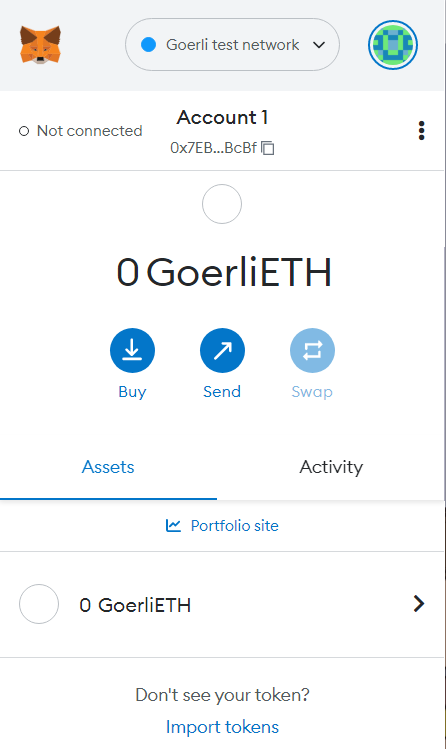 Goerli test network
Not connected
Account 1
0x7EB...BcBf
0 GoerliETH
Buy
Send
Swap
Assets
Activity
Portfolio site
0 GoerliETH
Don't see your token?
Import tokens